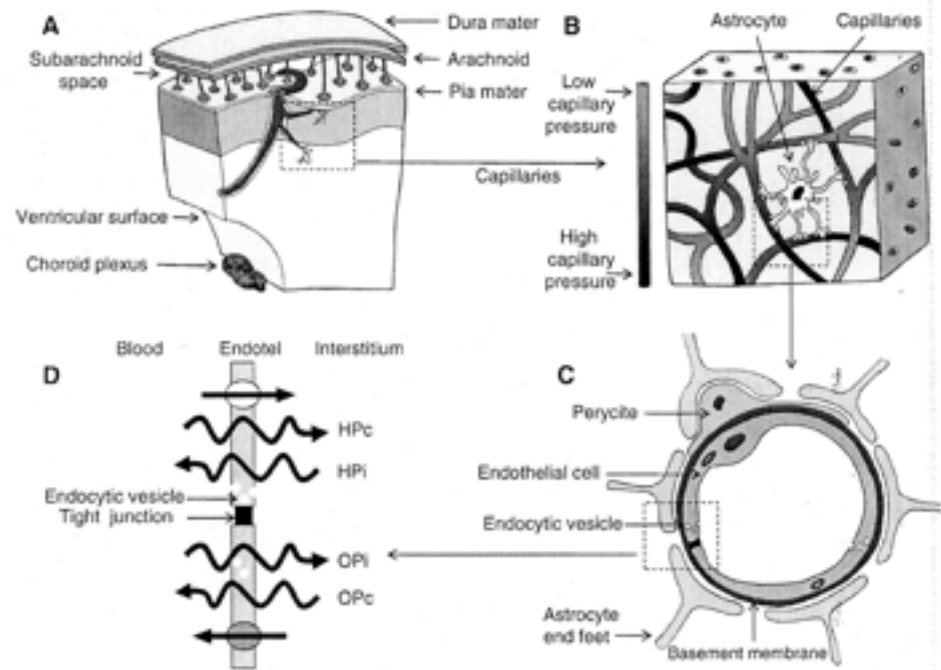 A
Dura mater
Subarachnoid
space
Arachnoid
Pia mater
Capillaries
Ventricular surface
Choroid plexus
B
Astrocyte
Capillaries
Low
capillary
pressure
High
capillary
pressure
D
Blood
Endotel
Interstitium
HPc
HPi
Endocytic vesicle
Tight junction
OPi
OPc
C
Perycite
Endothelial cell
Endocytic vesicle
Astrocyte
end feet
Basement membrane